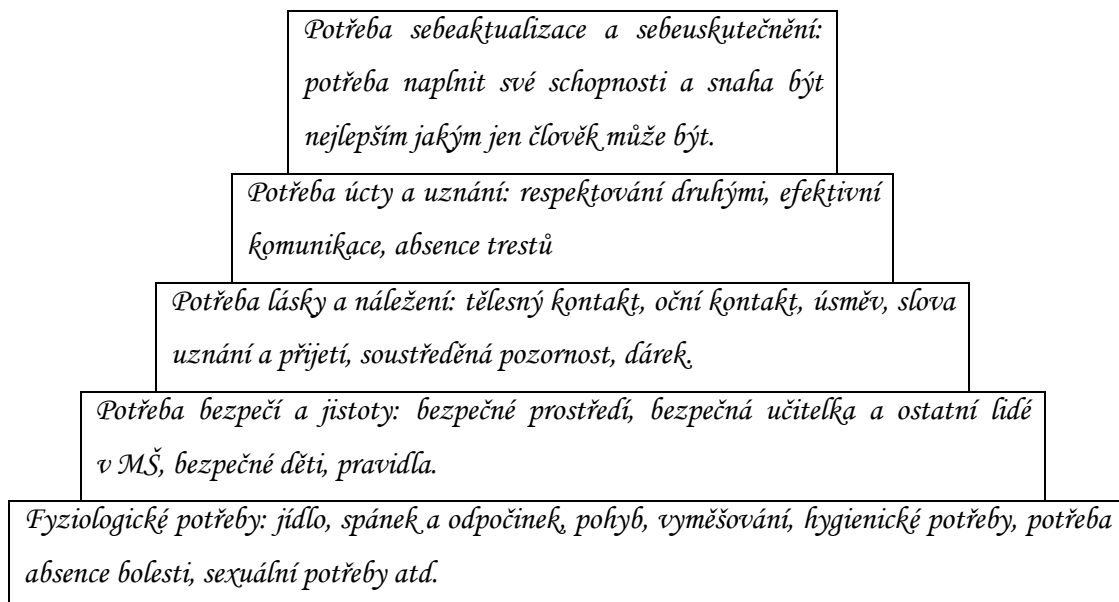 Potřeba sebeaktualizace a sebeuskutečnění:
potřeba naplnit své schopnosti a snaha být
nejlepším jakým jen člověk může být.
Potřeba úcty a uznání: respektování druhými, efektivní
komunikace, absence trestů
Potřeba lásky a náležení: tělesný kontakt, oční kontakt, úsměv, slova
uznání a přijetí, soustředěná pozornost, dárek.
Potřeba bezpečí a jistoty: bezpečné prostředí, bezpečná učitelka a ostatní lidé
v MŠ, bezpečné děti, pravidla.
Fyziologické potřeby: jídlo, spánek a odpočinek, pohyb, vyměšování, hygienické potřeby, potřeba
absence bolesti, sexuální potřeby atd.